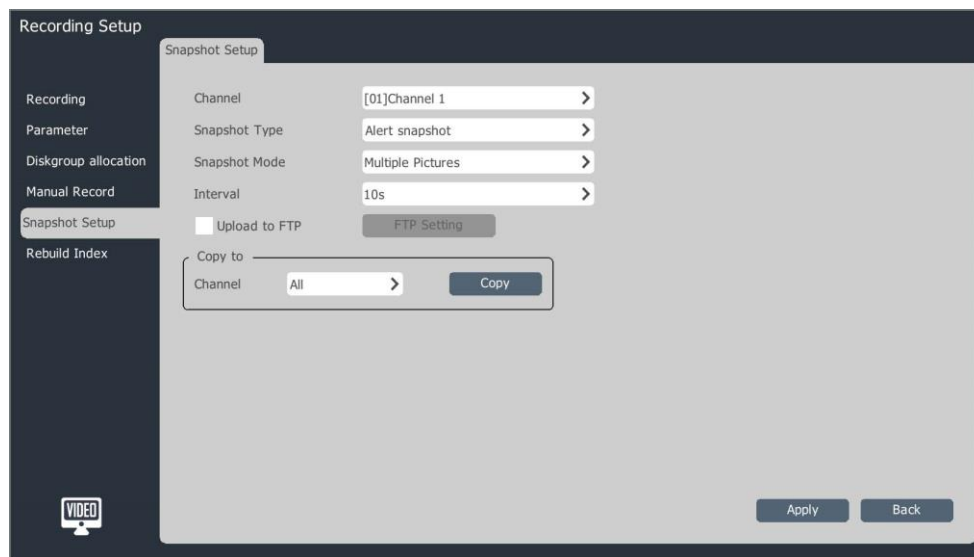 Recording Setup
Snapshot Setup
Recording
Parameter
Diskgroup allocation
Manual Record
Snapshot Setup
Rebuild Index
Channel [01]Channel 1
Snapshot Type Alert snapshot
Snapshot Mode Multiple Pictures
Interval 10s
Upload to FTP FTP Setting
Copy to
Channel All Copy
VIDEO
Apply Back